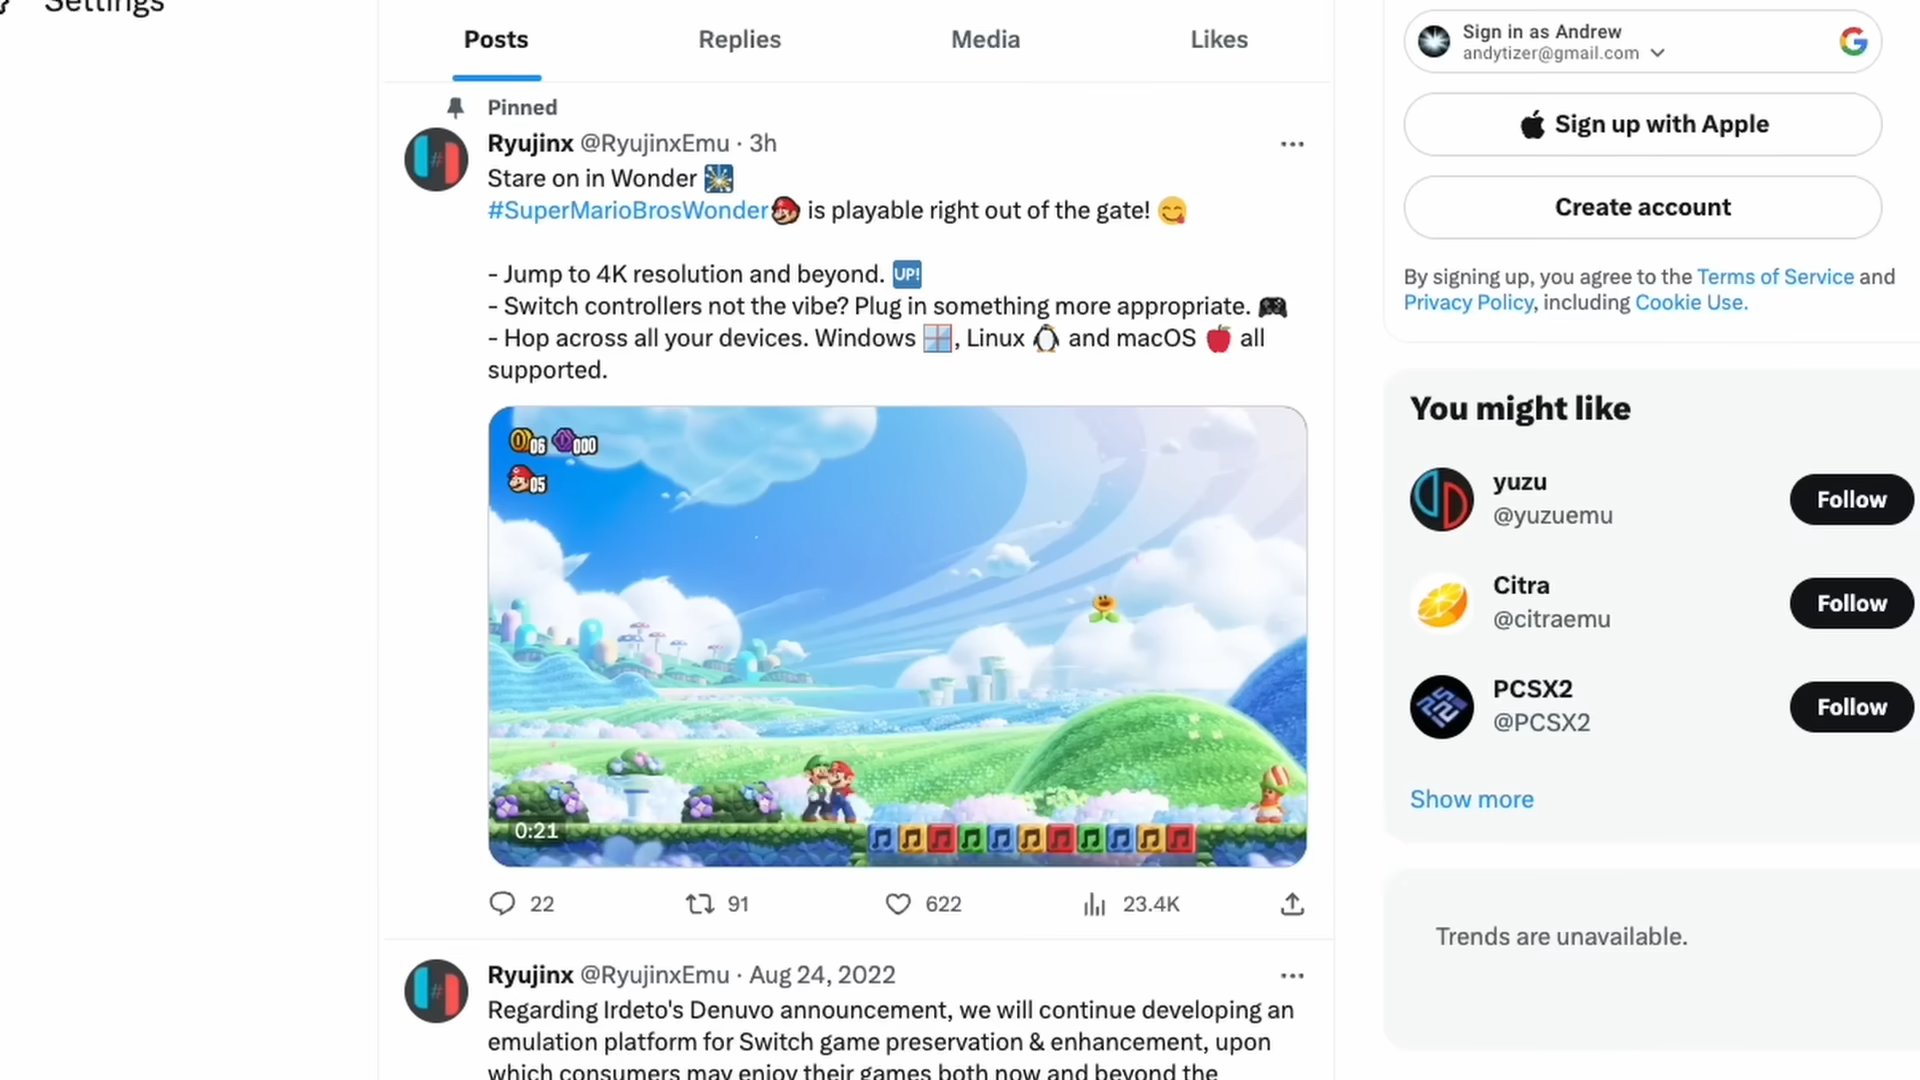 Settings
Posts
Replies
Media
Likes
Pinned
Ryujinx @RyujinxEmu · 3h
Stare on in Wonder 🎇
#SuperMarioBrosWonder is playable right out of the gate! 😋
- Jump to 4K resolution and beyond. 🆙
- Switch controllers not the vibe? Plug in something more appropriate. 🎮
- Hop across all your devices. Windows 🪟, Linux 🐧 and macOS 🍎 all
supported.
06 000
05
0:21
22
91
622
23.4K
Ryujinx @RyujinxEmu · Aug 24, 2022
Regarding Irdeto's Denuvo announcement, we will continue developing an
emulation platform for Switch game preservation & enhancement, upon
which consumers may enjoy their games both now and beyond the
Sign in as Andrew
andytizer@gmail.com
Sign up with Apple
Create account
By signing up, you agree to the Terms of Service and
Privacy Policy, including Cookie Use.
You might like
yuzu
@yuzuemu
Follow
Citra
@citraemu
Follow
PCSX2
@PCSX2
Follow
Show more
Trends are unavailable.